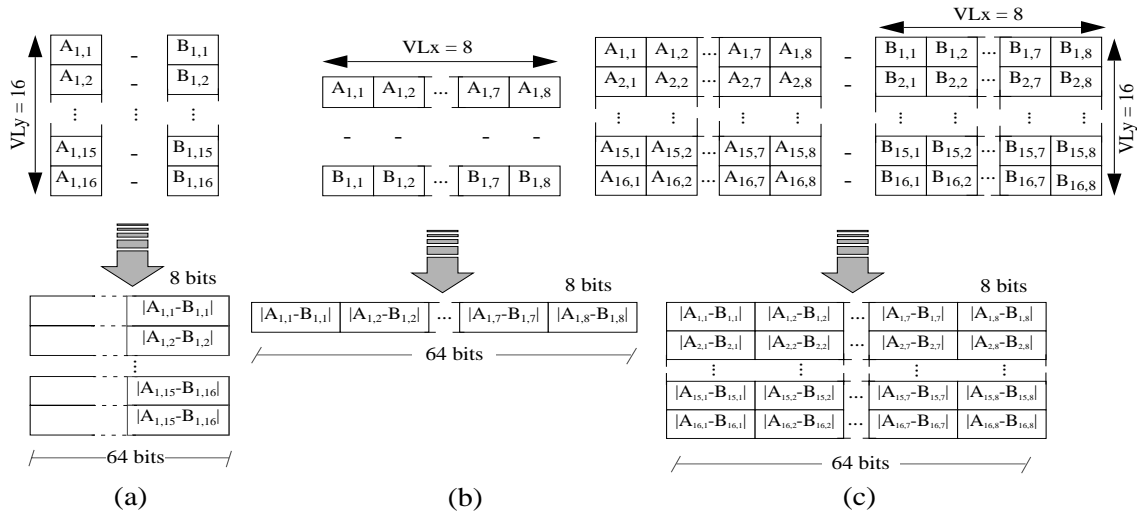 VLy = 16
A1,1 - B1,1
A1,2 - B1,2
... ... ...
A1,15 B1,15
A1,16 - B1,16
8 bits
|A1,1-B1,1|
|A1,2-B1,2|
...
|A1,15-B1,16|
|A1,15-B1,16|
64 bits
(a)
VLx = 8
A1,1 A1,2 ... A1,7 A1,8
- - - -
B1,1 B1,2 ... B1,7 B1,8
8 bits
|A1,1-B1,1| |A1,2-B1,2| ... |A1,7-B1,7| |A1,8-B1,8|
64 bits
(b)
VLx = 8
A1,1 A1,2 ... A1,7 A1,8 - B1,1 B1,2 ... B1,7 B1,8
A2,1 A2,2 ... A2,7 A2,8 - B2,1 B2,2 ... B2,7 B2,8
... ... ... ... ... ... ... ...
A15,1 A15,2 ... A15,7 A15,8 - B15,1 B15,2 ... B15,7 B15,8
A16,1 A16,2 ... A16,7 A16,8 - B16,1 B16,2 ... B16,7 B16,8
VLy = 16
8 bits
|A1,1-B1,1| |A1,2-B1,2| ... |A1,7-B1,7| |A1,8-B1,8|
|A2,1-B2,1| |A2,2-B2,2| ... |A2,7-B2,7| |A2,8-B2,8|
... ... ... ...
|A15,1-B15,1| |A15,2-B15,2| ... |A15,7-B15,7| |A15,8-B15,8|
|A16,1-B16,1| |A16,2-B16,2| ... |A16,7-B16,7| |A16,8-B16,8|
64 bits
(c)